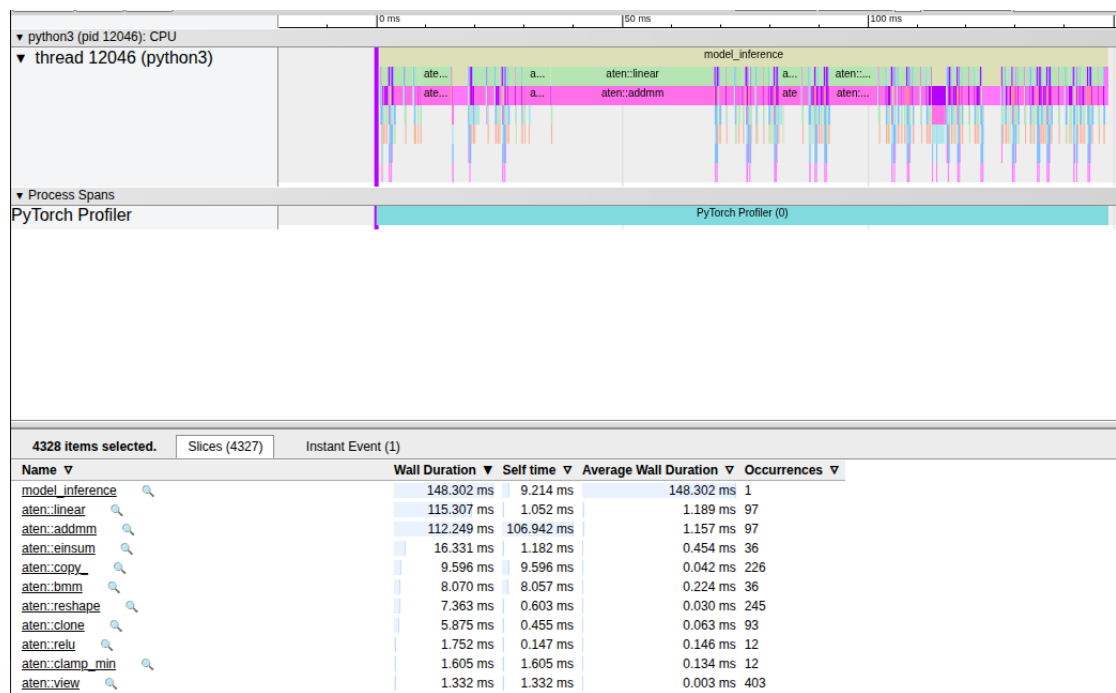 0 ms 50 ms 100 ms
▾ python3 (pid 12046): CPU
▾ thread 12046 (python3)
model_inference
ate... a... aten::linear a... aten::...
ate... a... aten::addmm ate aten:...
▾ Process Spans
PyTorch Profiler
PyTorch Profiler (0)
4328 items selected. Slices (4327) Instant Event (1)
Name ▽ Wall Duration ▼ Self time ▽ Average Wall Duration ▽ Occurrences ▽
model_inference 148.302 ms 9.214 ms 148.302 ms 1
aten::linear 115.307 ms 1.052 ms 1.189 ms 97
aten::addmm 112.249 ms 106.942 ms 1.157 ms 97
aten::einsum 16.331 ms 1.182 ms 0.454 ms 36
aten::copy_ 9.596 ms 9.596 ms 0.042 ms 226
aten::bmm 8.070 ms 8.057 ms 0.224 ms 36
aten::reshape 7.363 ms 0.603 ms 0.030 ms 245
aten::clone 5.875 ms 0.455 ms 0.063 ms 93
aten::relu 1.752 ms 0.147 ms 0.146 ms 12
aten::clamp_min 1.605 ms 1.605 ms 0.134 ms 12
aten::view 1.332 ms 1.332 ms 0.003 ms 403